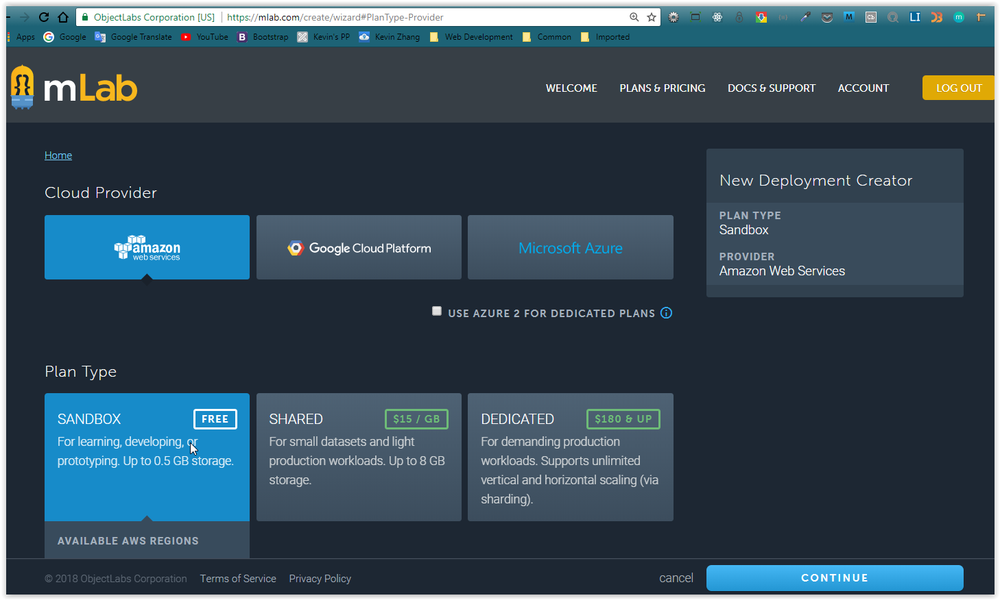 ObjectLabs Corporation [US] | https://mlab.com/create/wizard#PlanType-Provider
Apps Google Google Translate YouTube Bootstrap Kevin's PP Kevin Zhang Web Development Common Imported
mLab
WELCOME PLANS & PRICING DOCS & SUPPORT ACCOUNT LOG OUT
Home
Cloud Provider
amazon
web services
Google Cloud Platform
Microsoft Azure
USE AZURE 2 FOR DEDICATED PLANS
Plan Type
SANDBOX FREE
For learning, developing, or
prototyping. Up to 0.5 GB storage.
SHARED $15 / GB
For small datasets and light
production workloads. Up to 8 GB
storage.
DEDICATED $180 & UP
For demanding production
workloads. Supports unlimited
vertical and horizontal scaling (via
sharding).
AVAILABLE AWS REGIONS
New Deployment Creator
PLAN TYPE
Sandbox
PROVIDER
Amazon Web Services
© 2018 ObjectLabs Corporation Terms of Service Privacy Policy
cancel CONTINUE